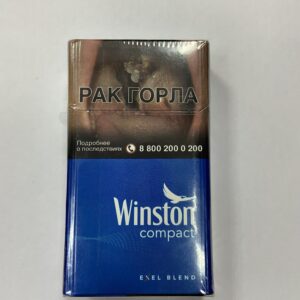 РАК ГОРЛА
Подробнее
о последствиях 8 800 200 0 200
Winston
compact
EXEL BLEND